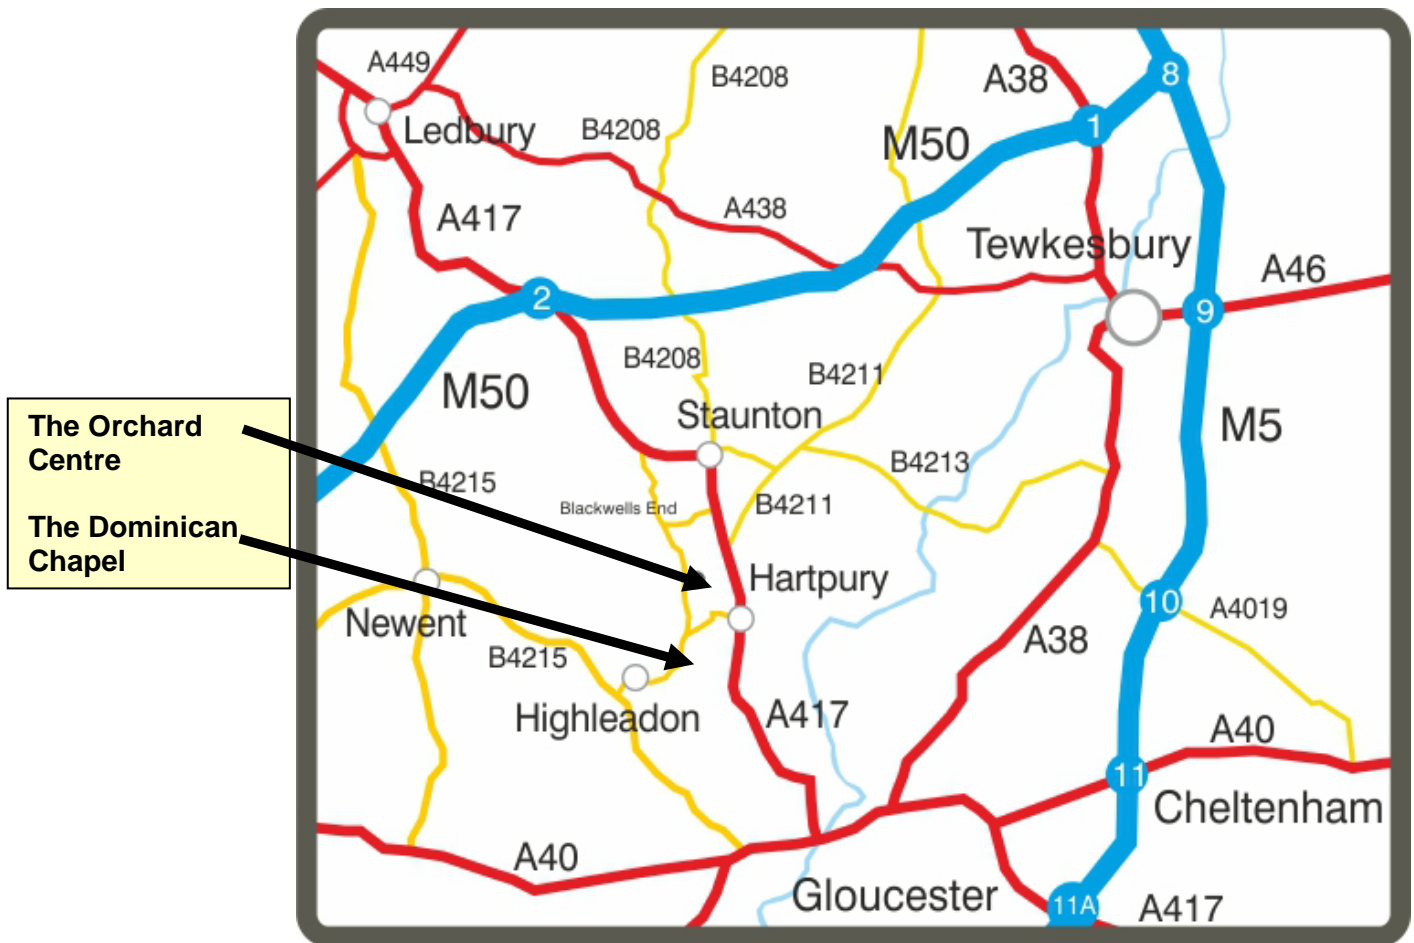 A449
B4208
A38
8
Ledbury
B4208
M50
1
A417
A438
Tewkesbury
A46
2
9
B4208
B4211
M50
Staunton
M5
The Orchard
Centre
B4213
B4215
Blackwells End
B4211
The Dominican
Chapel
Hartpury
10
A4019
Newent
B4215
A38
Highleadon
A417
A40
11
Cheltenham
A40
Gloucester
11A
A417